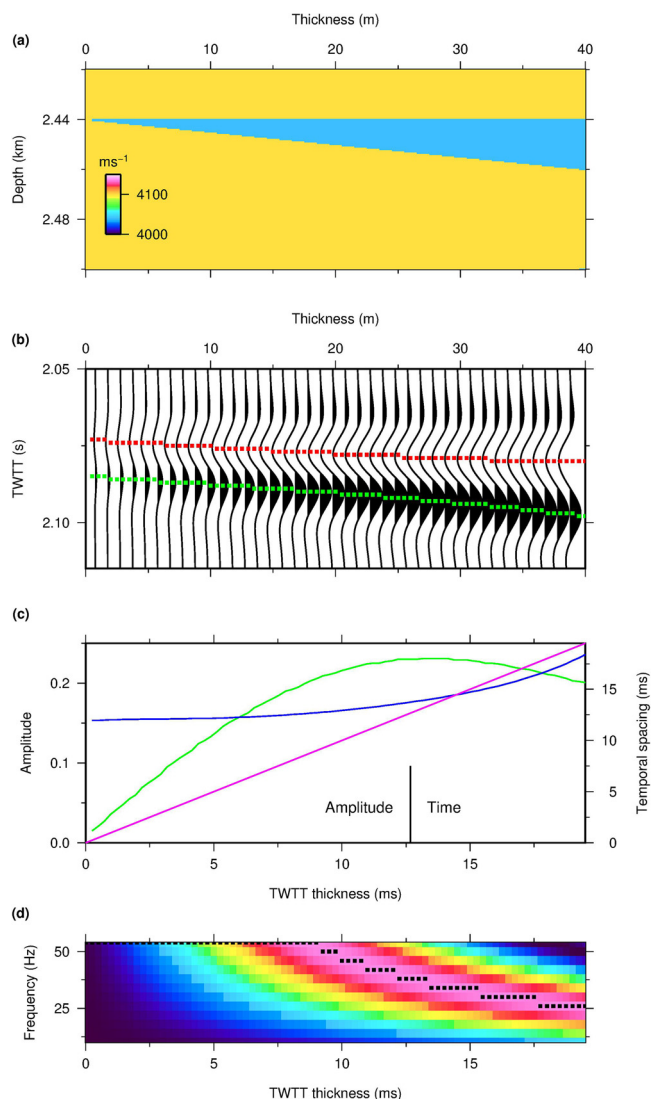 Thickness (m)
(a)
0 10 20 30 40
2.44
2.48
Depth (km)
ms⁻¹
4100
4000
Thickness (m)
(b)
0 10 20 30 40
2.05
2.10
TWTT (s)
(c)
0.2
0.1
0.0
Amplitude
15
10
5
0
Temporal spacing (ms)
Amplitude Time
0 5 10 15
TWTT thickness (ms)
(d)
50
25
Frequency (Hz)
0 5 10 15
TWTT thickness (ms)